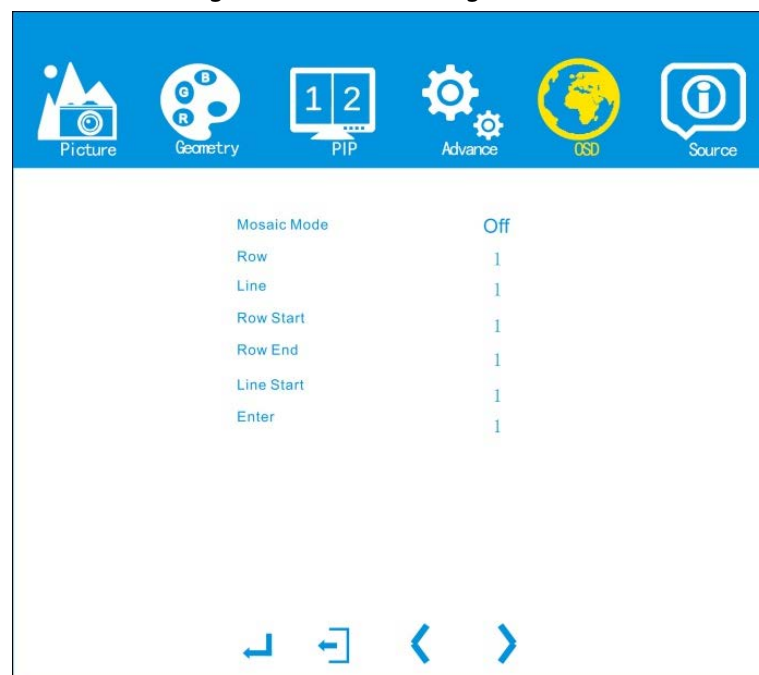 B
G
R
1 2
Picture Geometry PIP Advance OSD Source
Mosaic Mode Off
Row 1
Line 1
Row Start 1
Row End 1
Line Start 1
Enter 1